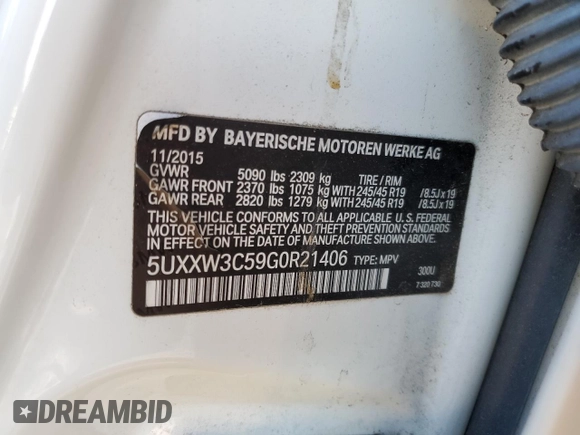 MFD BY BAYERISCHE MOTOREN WERKE AG
11/2015
GVWR 5090 lbs 2309 kg TIRE / RIM
GAWR FRONT 2370 lbs 1075 kg WITH 245/45 R19 / 8.5J x 19
GAWR REAR 2820 lbs 1279 kg WITH 245/45 R19 / 8.5J x 19
THIS VEHICLE CONFORMS TO ALL APPLICABLE U. S. FEDERAL
MOTOR VEHICLE SAFETY, BUMPER, AND THEFT PREVENTION
STANDARDS IN EFFECT ON THE DATE OF MANUFACTURE SHOWN ABOVE.
5UXXW3C59G0R21406 TYPE: MPV
300U
7 320 730
DREAMBID